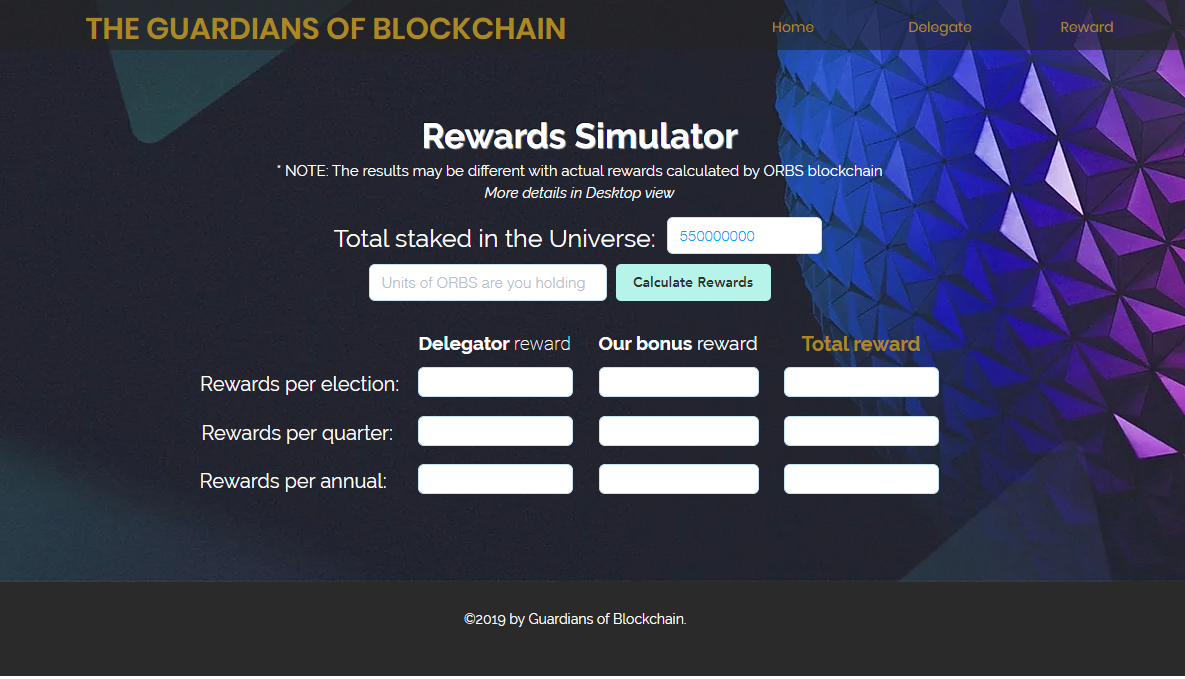 THE GUARDIANS OF BLOCKCHAIN
Home Delegate Reward
Rewards Simulator
* NOTE: The results may be different with actual rewards calculated by ORBS blockchain
More details in Desktop view
Total staked in the Universe: 550000000
Units of ORBS are you holding Calculate Rewards
Delegator reward Our bonus reward Total reward
Rewards per election:
Rewards per quarter:
Rewards per annual:
©2019 by Guardians of Blockchain.